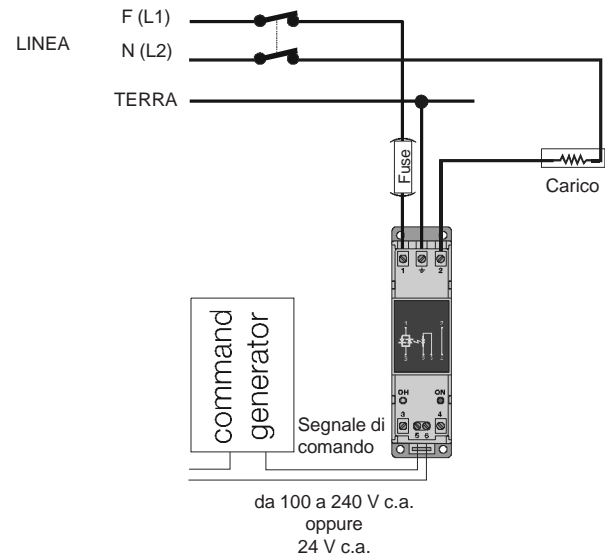 F (L1)
LINEA
N (L2)
TERRA
Fuse
Carico
1 2
command
generator
OH ON
3 4
5 6
Segnale di
comando
da 100 a 240 V c.a.
oppure
24 V c.a.